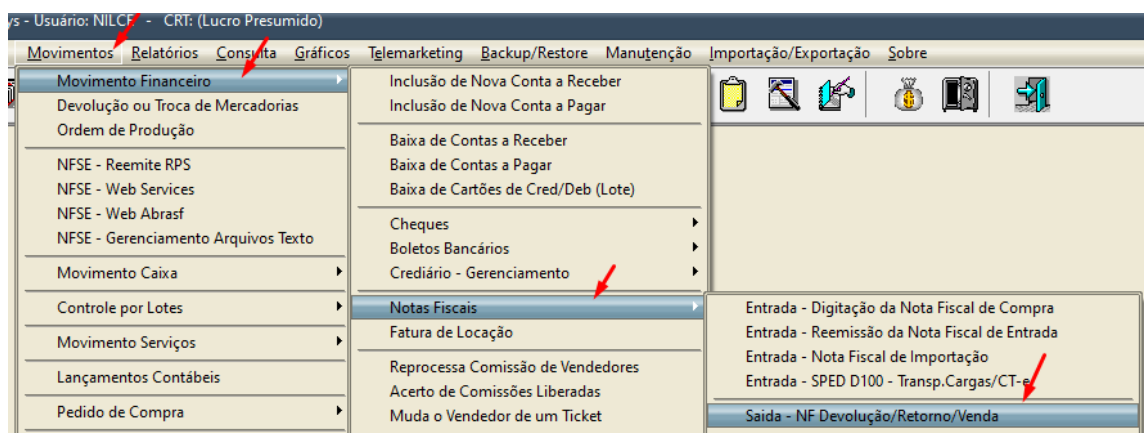 ys - Usuário: NILCE - CRT: (Lucro Presumido)
Movimentos Relatórios Consulta Gráficos Telemarketing Backup/Restore Manutenção Importação/Exportação Sobre
Movimento Financeiro
Devolução ou Troca de Mercadorias
Ordem de Produção
NFSE - Reemite RPS
NFSE - Web Services
NFSE - Web Abrasf
NFSE - Gerenciamento Arquivos Texto
Movimento Caixa
Controle por Lotes
Movimento Serviços
Lançamentos Contábeis
Pedido de Compra
Inclusão de Nova Conta a Receber
Inclusão de Nova Conta a Pagar
Baixa de Contas a Receber
Baixa de Contas a Pagar
Baixa de Cartões de Cred/Deb (Lote)
Cheques
Boletos Bancários
Crediário - Gerenciamento
Notas Fiscais
Fatura de Locação
Reprocessa Comissão de Vendedores
Acerto de Comissões Liberadas
Muda o Vendedor de um Ticket
Entrada - Digitação da Nota Fiscal de Compra
Entrada - Reemissão da Nota Fiscal de Entrada
Entrada - Nota Fiscal de Importação
Entrada - SPED D100 - Transp.Cargas/CT-e
Saida - NF Devolução/Retorno/Venda